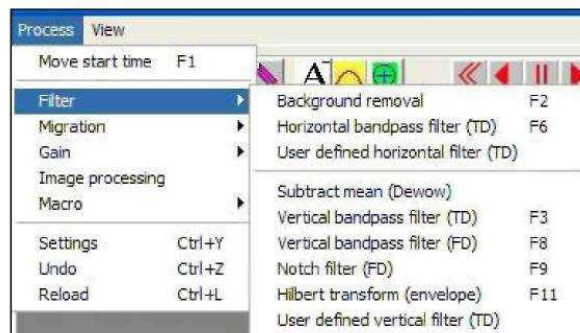 Process View
Move start time F1
Filter
Migration
Gain
Image processing
Macro
Settings Ctrl+Y
Undo Ctrl+Z
Reload Ctrl+L
A
Background removal F2
Horizontal bandpass filter (TD) F6
User defined horizontal filter (TD)
Subtract mean (Dewow)
Vertical bandpass filter (TD) F3
Vertical bandpass filter (FD) F8
Notch filter (FD) F9
Hilbert transform (envelope) F11
User defined vertical filter (TD)